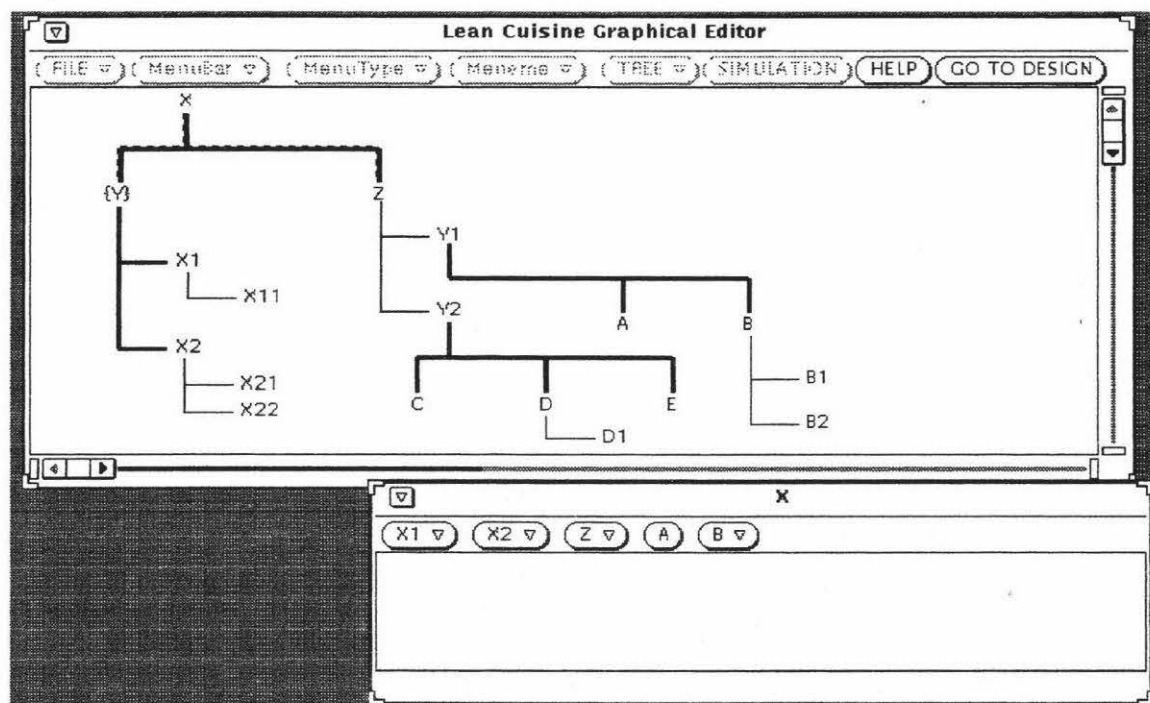 Lean Cuisine Graphical Editor
FILE MenuBar MenuType Meneme TREE SIMULATION HELP GO TO DESIGN
X
{Y} Z
Y1
X1
X11
Y2 A B
X2
X21 B1
C D E
X22
B2
D1
X
X1 X2 Z A B